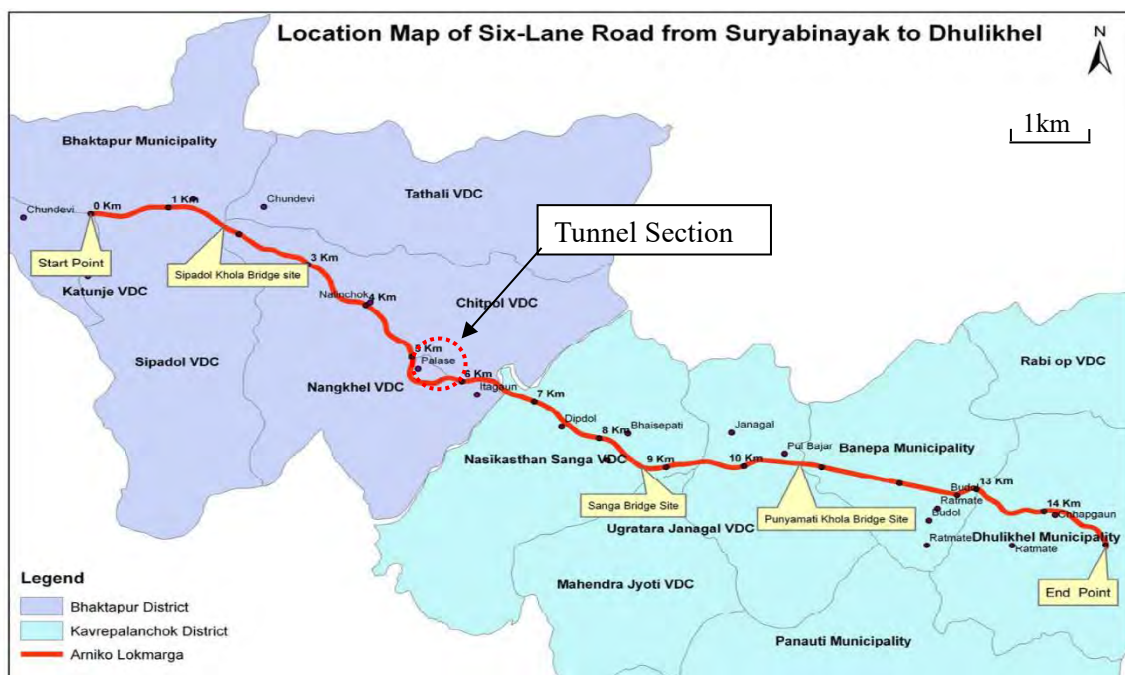 Location Map of Six-Lane Road from Suryabinayak to Dhulikhel
N
1km
Bhaktapur Municipality
Tathali VDC
Chundevi
0 Km
1 Km
Chundevi
Tunnel Section
Start Point
Sipadol Khola Bridge site
3 Km
Katunje VDC
Nalinchok
4 Km
Chitpol VDC
Sipadol VDC
5 Km
Palase
Rabi op VDC
Nangkhel VDC
6 Km
Itagaun
7 Km
Dipdol
8 Km
Bhaisepati
Janagal
Banepa Municipality
Pul Bajar
Nasikasthan Sanga VDC
9 Km
10 Km
Sanga Bridge Site
Punyamati Khola Bridge Site
Budol
13 Km
Ratmate
Budol
14 Km
Chhapgaun
Ugratara Janagal VDC
Ratmate
Dhulikhel Municipality
Ratmate
Mahendra Jyoti VDC
End Point
Panauti Municipality
Legend
Bhaktapur District
Kavrepalanchok District
Arniko Lokmarga